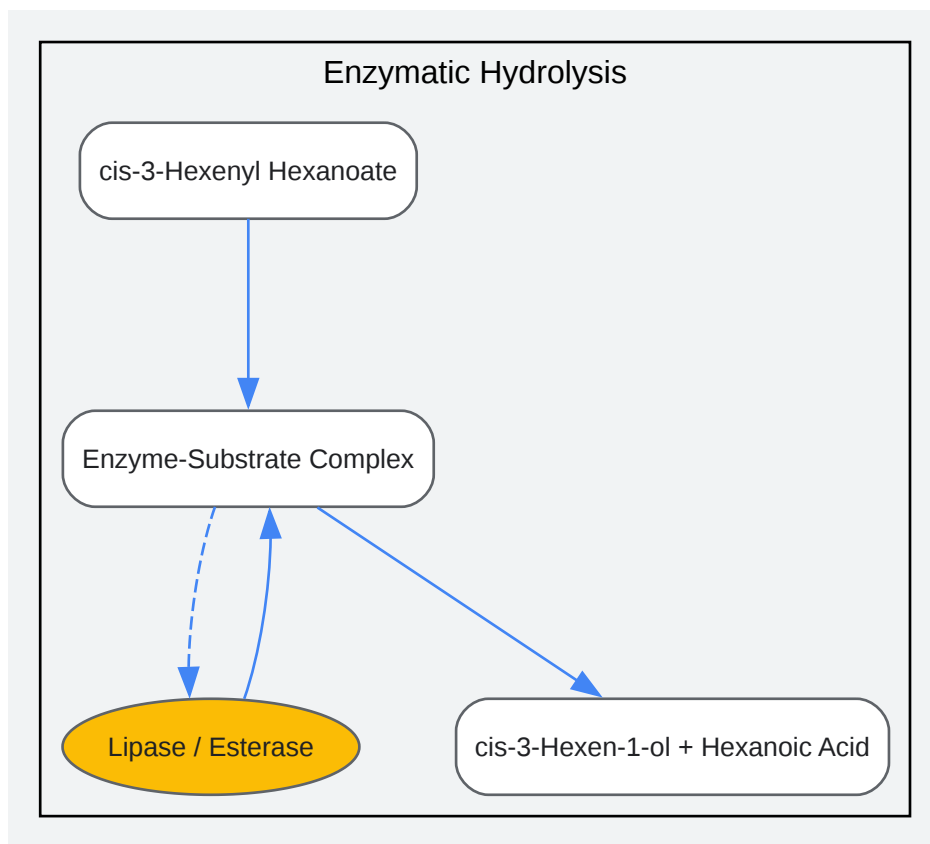 Enzymatic Hydrolysis
cis-3-Hexenyl Hexanoate
Enzyme-Substrate Complex
Lipase / Esterase
cis-3-Hexen-1-ol + Hexanoic Acid